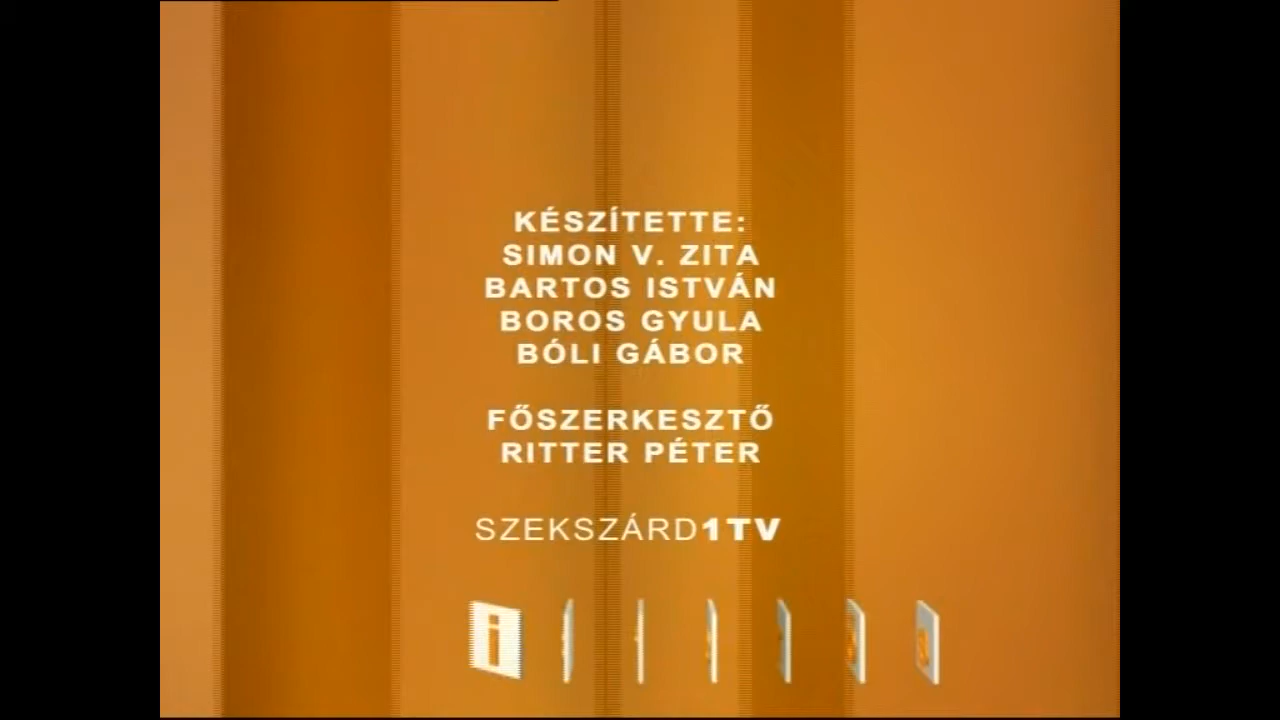 KÉSZÍTETTE:
SIMON V. ZITA
BARTOS ISTVÁN
BOROS GYULA
BÓLI GÁBOR
FŐSZERKESZTŐ
RITTER PÉTER
SZEKSZÁRD1TV
i